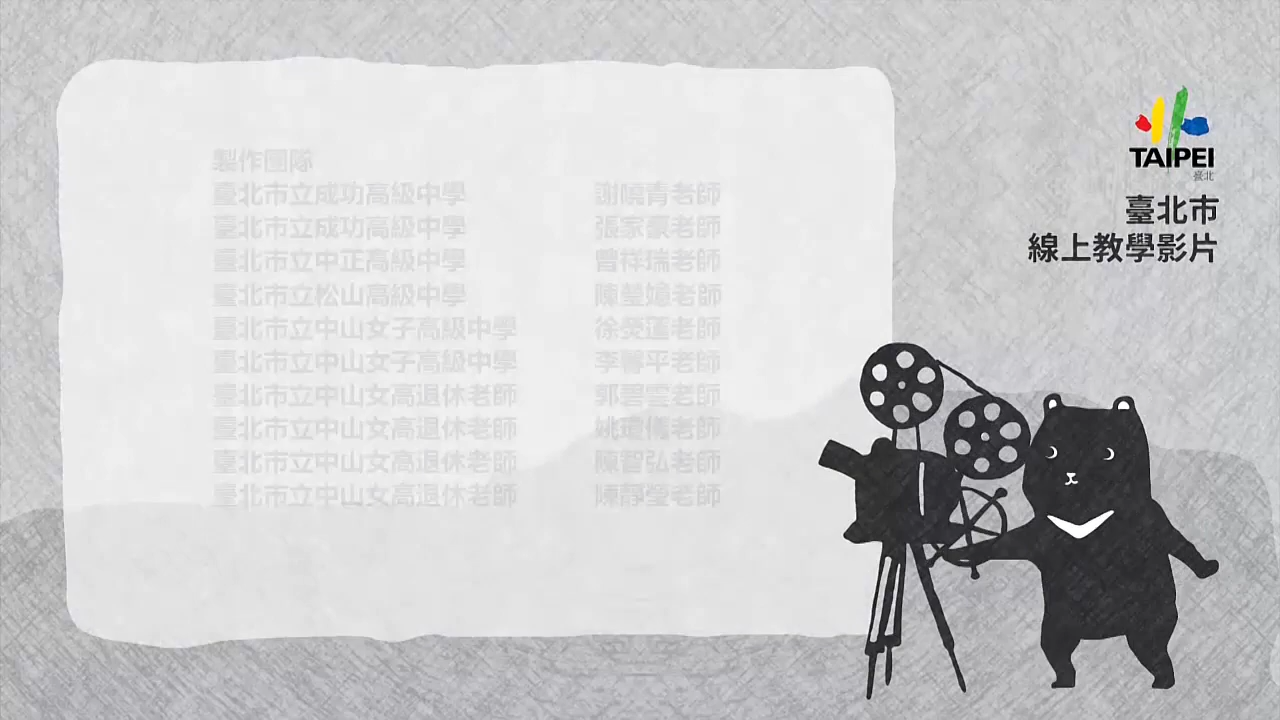 製作團隊
臺北市立成功高級中學 謝曉青老師
臺北市立成功高級中學 張家豪老師
臺北市立中正高級中學 曾祥瑞老師
臺北市立松山高級中學 陳瑩嬑老師
臺北市立中山女子高級中學 老師
臺北市立中山女子高級中學 李馨平老師
臺北市立中山女高退休老師 郭碧雲老師
臺北市立中山女高退休老師 姚瓊儀老師
臺北市立中山女高退休老師 陳智弘老師
臺北市立中山女高退休老師 陳靜瑩老師
TAIPEI
臺北
臺北市
線上教學影片